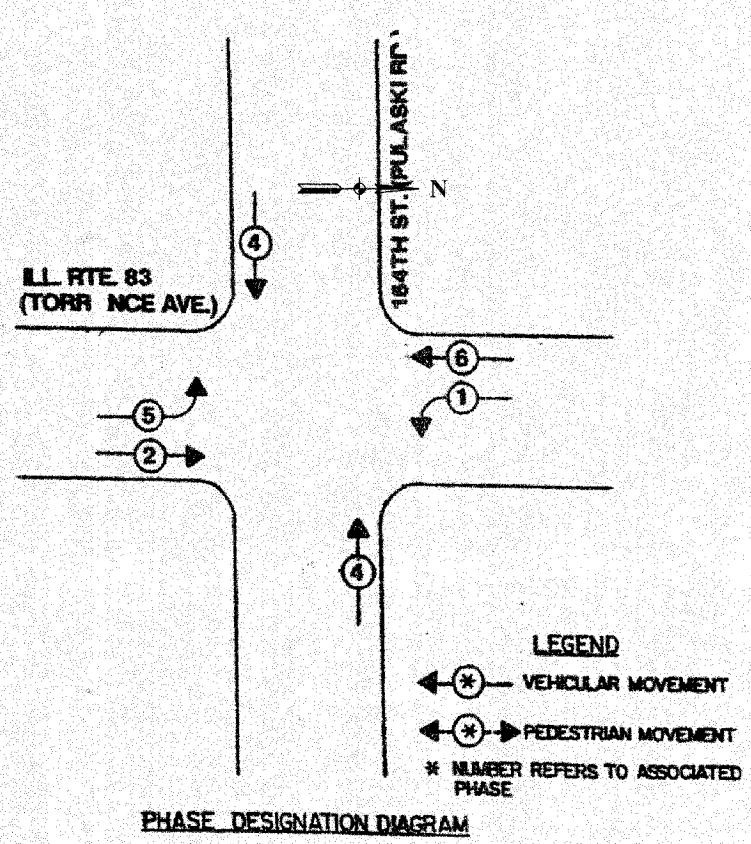 164TH ST. (PULASKI RD)
N
4
ILL. RTE. 83
(TORR NCE AVE.)
6
1
5
2
4
LEGEND
* VEHICULAR MOVEMENT
* PEDESTRIAN MOVEMENT
* NUMBER REFERS TO ASSOCIATED
PHASE
PHASE DESIGNATION DIAGRAM